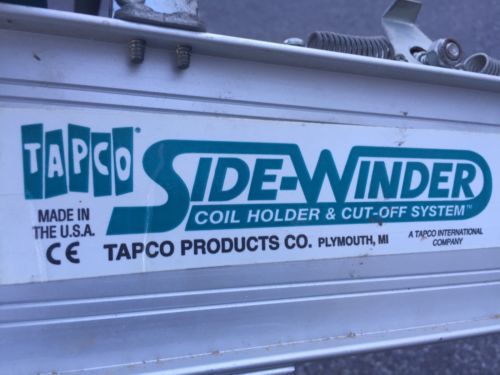 TAPCO®
SIDE-WINDER
COIL HOLDER & CUT-OFF SYSTEM™
MADE IN
THE U.S.A.
CE
TAPCO PRODUCTS CO. PLYMOUTH, MI
A TAPCO INTERNATIONAL
COMPANY